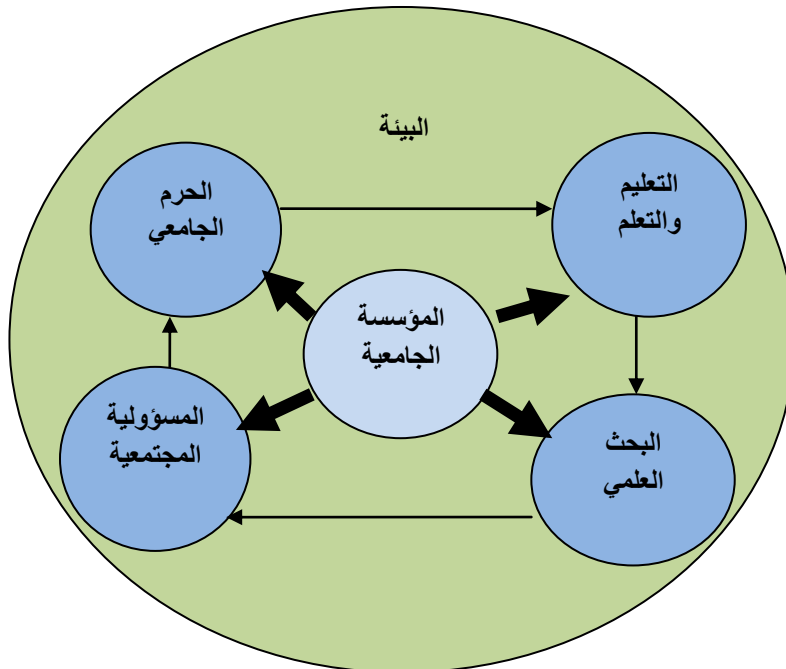 البيئة
التعليم
والتعلم
الحرم
الجامعي
المؤسسة
الجامعية
البحث
العلمي
المسؤولية
المجتمعية